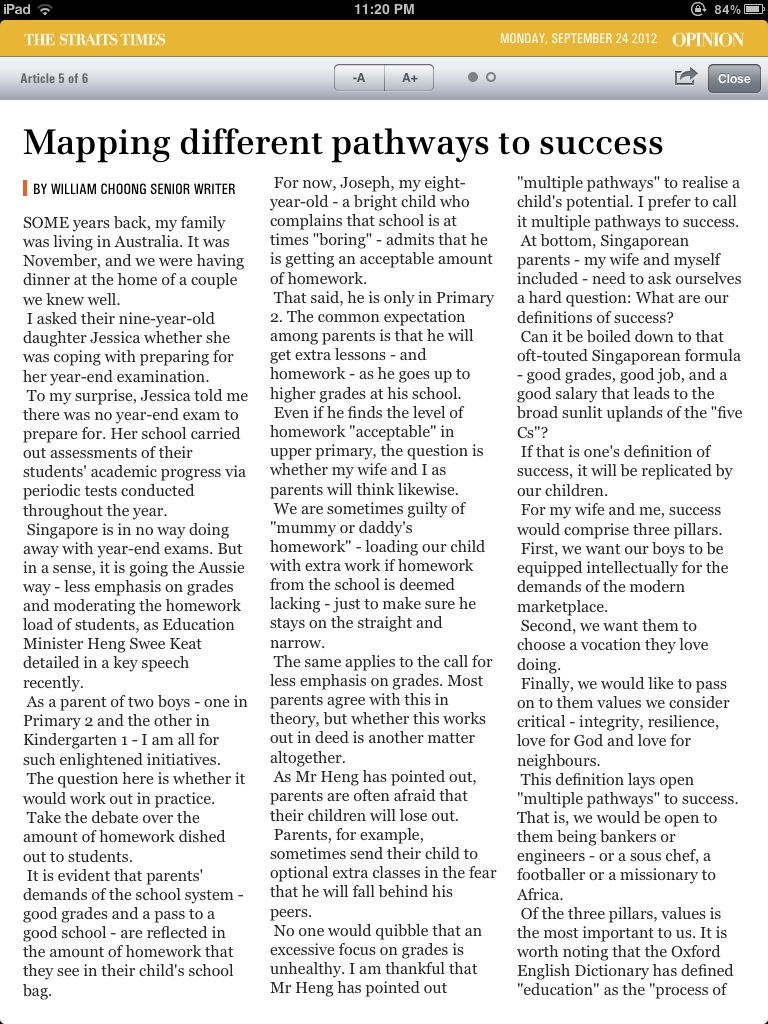 iPad
11:20 PM
84%
THE STRAITS TIMES
MONDAY, SEPTEMBER 24 2012
OPINION
Article 5 of 6
-A
A+
Close
Mapping different pathways to success
BY WILLIAM CHOONG SENIOR WRITER
SOME years back, my family
was living in Australia. It was
November, and we were having
dinner at the home of a couple
we knew well.
I asked their nine-year-old
daughter Jessica whether she
was coping with preparing for
her year-end examination.
To my surprise, Jessica told me
there was no year-end exam to
prepare for. Her school carried
out assessments of their
students' academic progress via
periodic tests conducted
throughout the year.
Singapore is in no way doing
away with year-end exams. But
in a sense, it is going the Aussie
way - less emphasis on grades
and moderating the homework
load of students, as Education
Minister Heng Swee Keat
detailed in a key speech
recently.
As a parent of two boys - one in
Primary 2 and the other in
Kindergarten 1 - I am all for
such enlightened initiatives.
The question here is whether it
would work out in practice.
Take the debate over the
amount of homework dished
out to students.
It is evident that parents'
demands of the school system -
good grades and a pass to a
good school - are reflected in
the amount of homework that
they see in their child's school
bag.
For now, Joseph, my eight-
year-old - a bright child who
complains that school is at
times "boring" - admits that he
is getting an acceptable amount
of homework.
That said, he is only in Primary
2. The common expectation
among parents is that he will
get extra lessons - and
homework - as he goes up to
higher grades at his school.
Even if he finds the level of
homework "acceptable" in
upper primary, the question is
whether my wife and I as
parents will think likewise.
We are sometimes guilty of
"mummy or daddy's
homework" - loading our child
with extra work if homework
from the school is deemed
lacking - just to make sure he
stays on the straight and
narrow.
The same applies to the call for
less emphasis on grades. Most
parents agree with this in
theory, but whether this works
out in deed is another matter
altogether.
As Mr Heng has pointed out,
parents are often afraid that
their children will lose out.
Parents, for example,
sometimes send their child to
optional extra classes in the fear
that he will fall behind his
peers.
No one would quibble that an
excessive focus on grades is
unhealthy. I am thankful that
Mr Heng has pointed out
"multiple pathways" to realise a
child's potential. I prefer to call
it multiple pathways to success.
At bottom, Singaporean
parents - my wife and myself
included - need to ask ourselves
a hard question: What are our
definitions of success?
Can it be boiled down to that
oft-touted Singaporean formula
- good grades, good job, and a
good salary that leads to the
broad sunlit uplands of the "five
Cs"?
If that is one's definition of
success, it will be replicated by
our children.
For my wife and me, success
would comprise three pillars.
First, we want our boys to be
equipped intellectually for the
demands of the modern
marketplace.
Second, we want them to
choose a vocation they love
doing.
Finally, we would like to pass
on to them values we consider
critical - integrity, resilience,
love for God and love for
neighbours.
This definition lays open
"multiple pathways" to success.
That is, we would be open to
them being bankers or
engineers - or a sous chef, a
footballer or a missionary to
Africa.
Of the three pillars, values is
the most important to us. It is
worth noting that the Oxford
English Dictionary has defined
"education" as the "process of